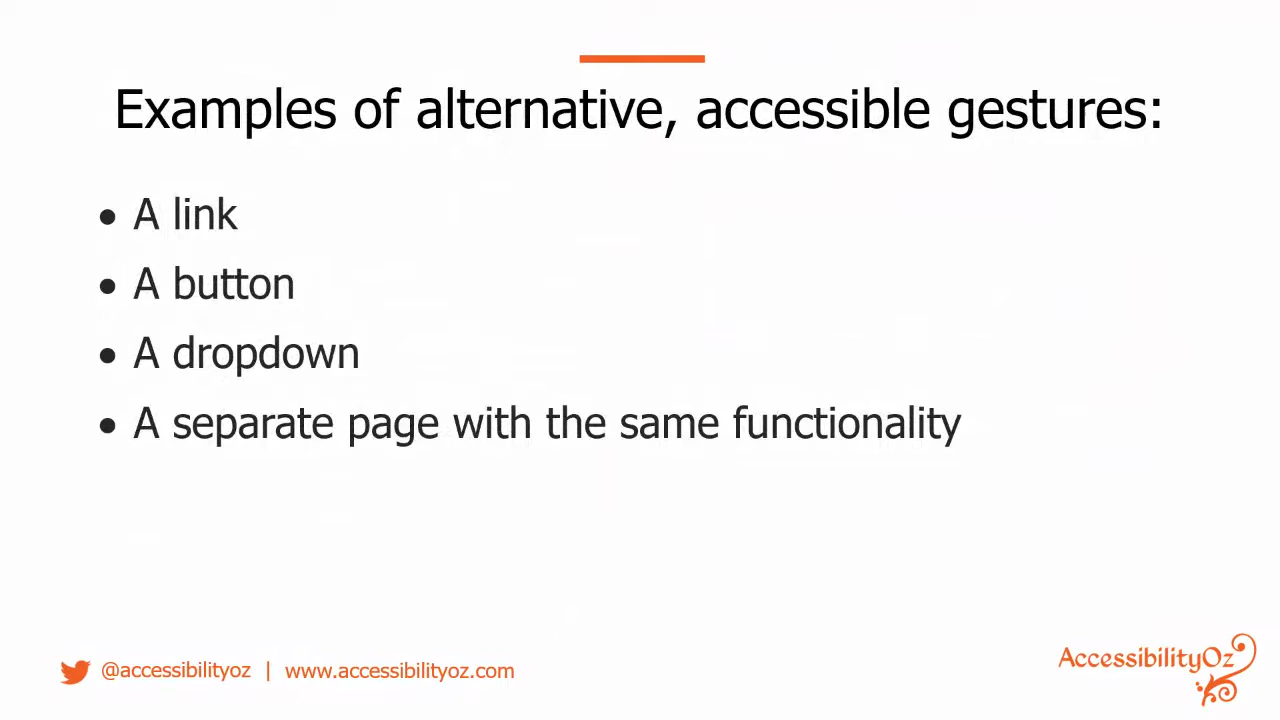 Examples of alternative, accessible gestures:
• A link
• A button
• A dropdown
• A separate page with the same functionality
@accessibilityoz | www.accessibilityoz.com
AccessibilityOz